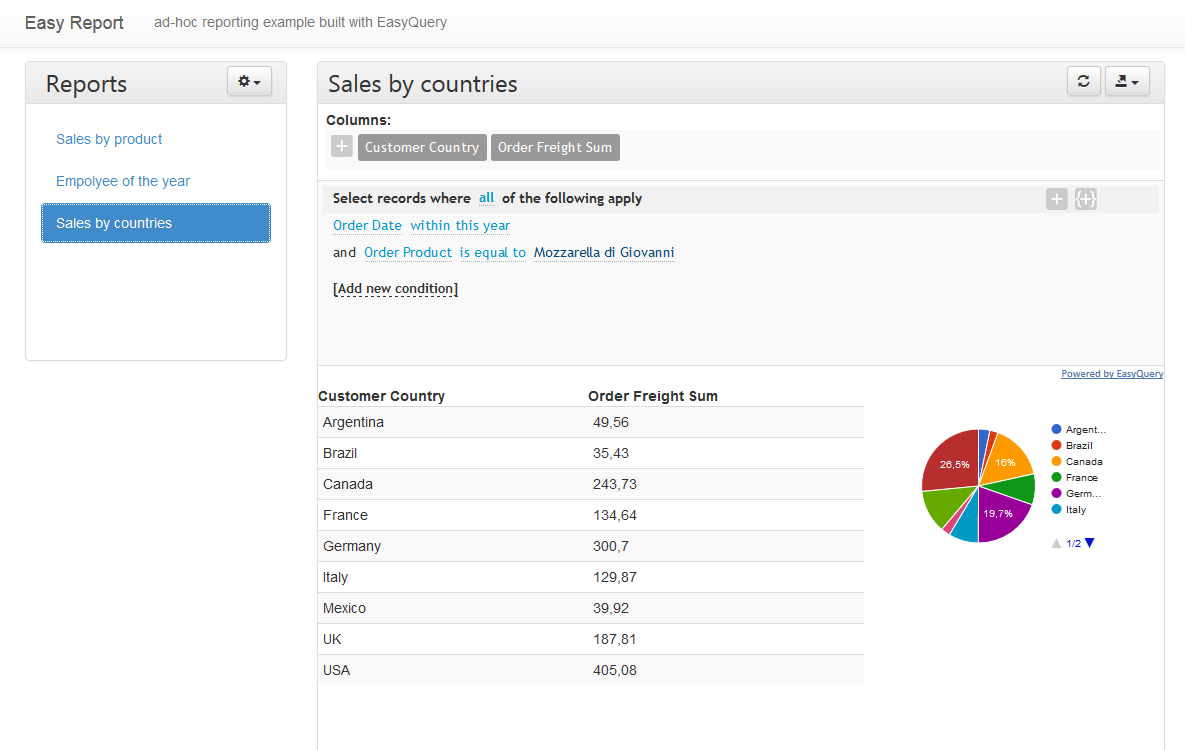 Easy Report ad-hoc reporting example built with EasyQuery
Reports
Sales by product
Empolyee of the year
Sales by countries
Sales by countries
Columns:
Customer Country Order Freight Sum
Select records where all of the following apply
Order Date within this year
and Order Product is equal to Mozzarella di Giovanni
[Add new condition]
Powered by EasyQuery
Customer Country Order Freight Sum
Argentina 49,56
Brazil 35,43
Canada 243,73
France 134,64
Germany 300,7
Italy 129,87
Mexico 39,92
UK 187,81
USA 405,08
26,5%
16%
19,7%
Argent...
Brazil
Canada
France
Germ...
Italy
1/2